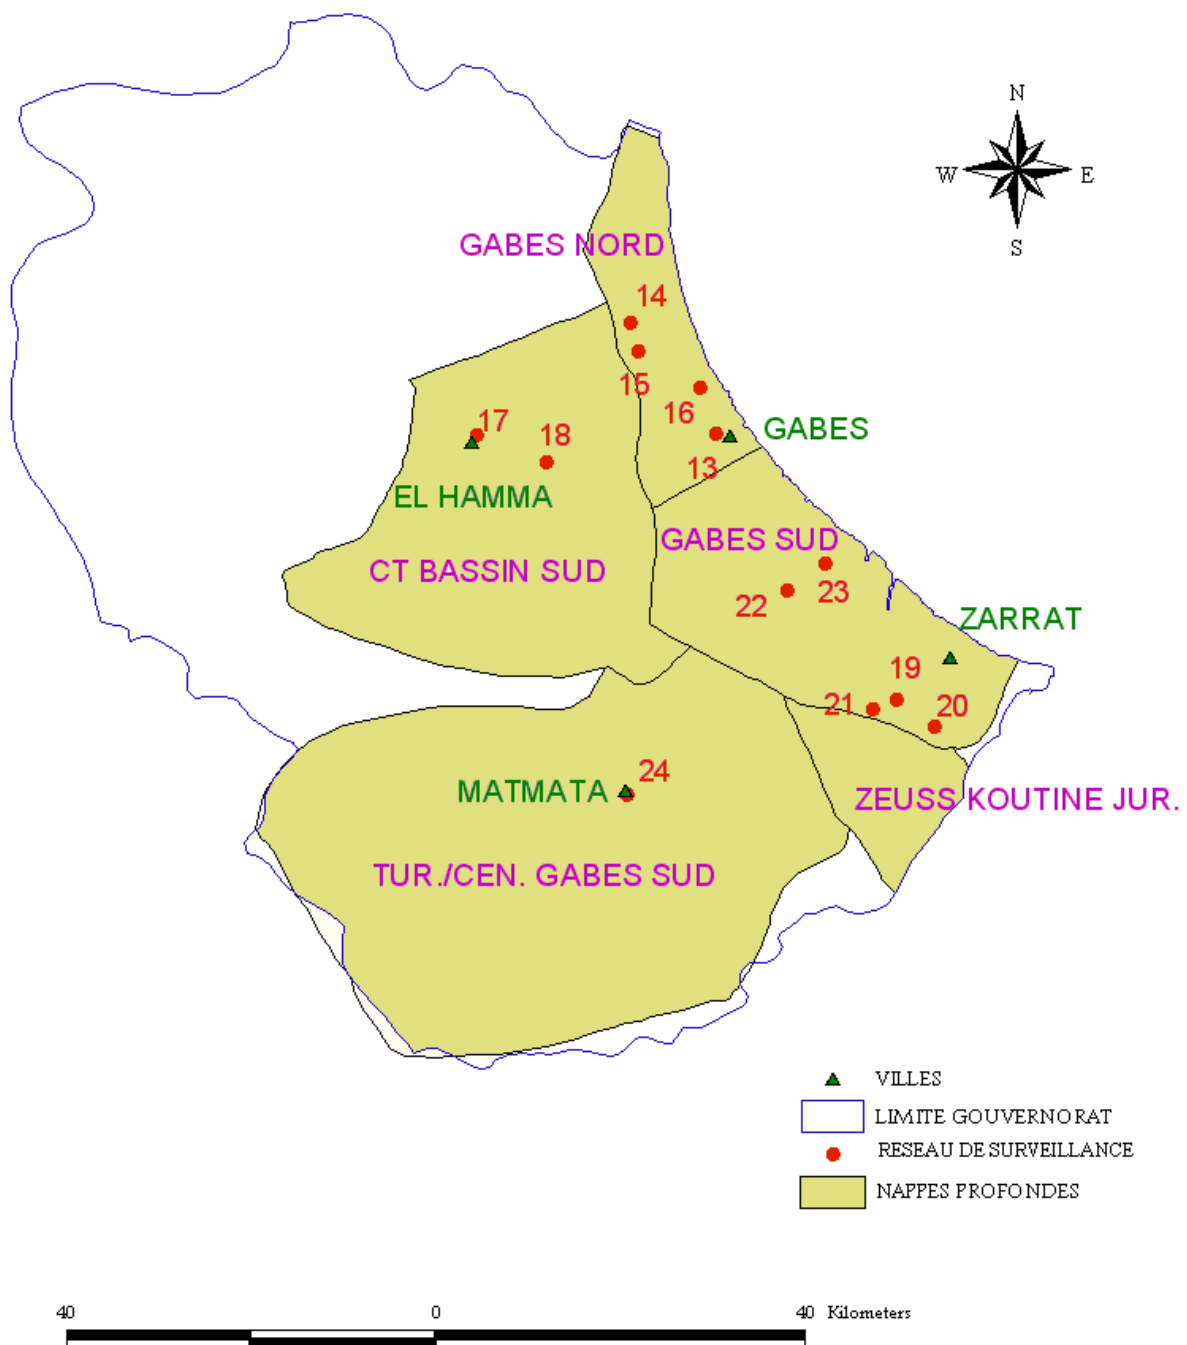 N
W E
S
GABES NORD
14
15
16
17
18
GABES
13
EL HAMMA
GABES SUD
CT BASSIN SUD
22
23
ZARRAT
19
21
20
24
MATMATA
ZEUSS KOUTINE JUR.
TUR./CEN. GABES SUD
VILLES
LIMITE GOUVERNORAT
RESEAU DE SURVEILLANCE
NAPPES PROFONDES
40 0 40 Kilometers